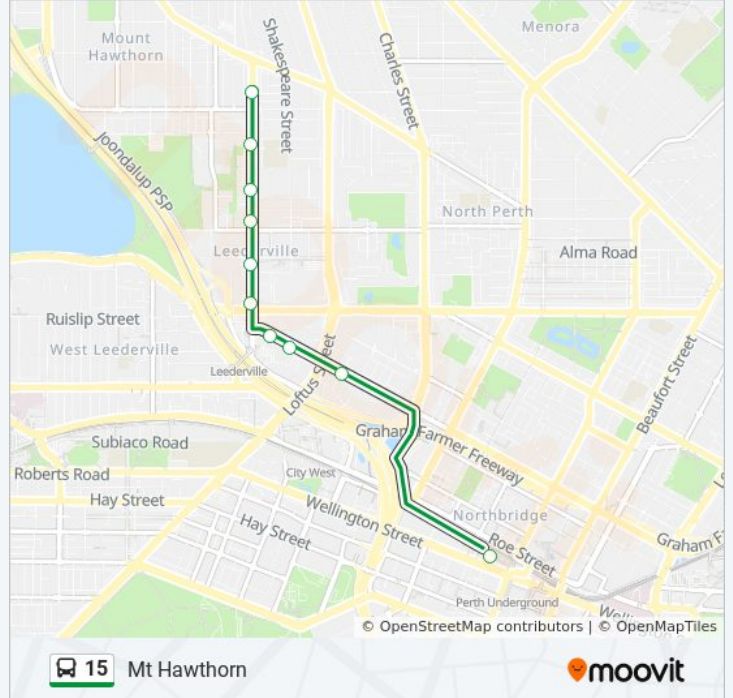 Mount
Hawthorn
Menora
Shakespeare Street
Charles Street
Joondalup PSP
North Perth
Leederville
Alma Road
Ruislip Street
West Leederville
Leederville
Loftus Street
Beaufort Street
Graham Farmer Freeway
Subiaco Road
Roberts Road
City West
Hay Street
Wellington Street
Northbridge
Hay Street
Roe Street
Graham F
Perth Underground
© OpenStreetMap contributors | © OpenMapTiles
15 Mt Hawthorn
moovit